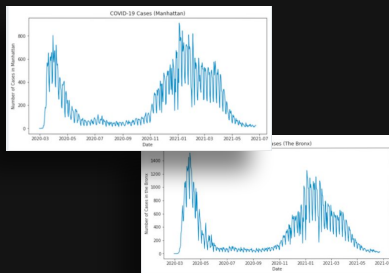 COVID-19 Cases (Manhattan)
Number of Cases in Manhattan
800
600
400
200
0
2020-03 2020-05 2020-07 2020-09 2020-11 2021-01 2021-03 2021-05 2021-07
Date
ases (The Bronx)
Number of Cases in the Bronx
1400
1200
1000
800
600
400
200
0
2020-03 2020-05 2020-07 2020-09 2020-11 2021-01 2021-03 2021-05
Date